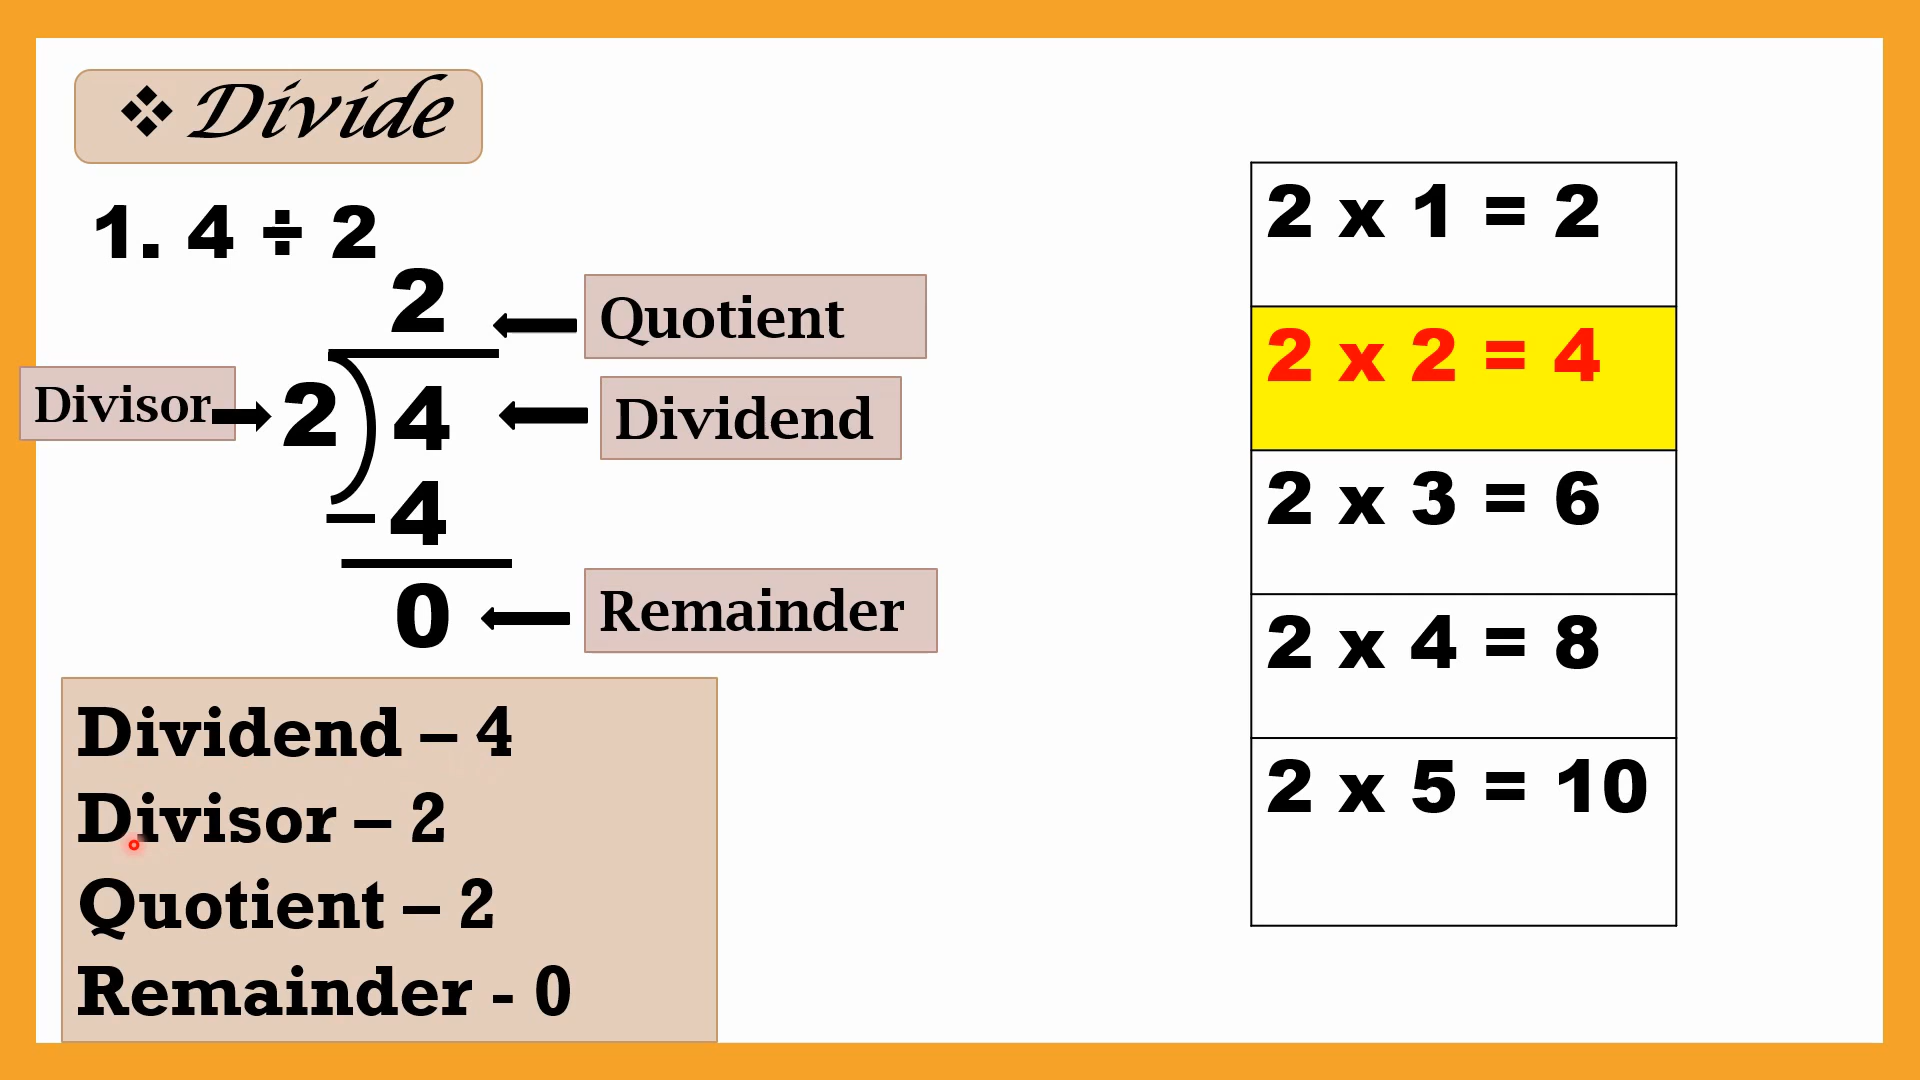 ❖ Divide
1. 4 ÷ 2
2
Quotient
Divisor
2
4
Dividend
– 4
0
Remainder
Dividend – 4
Divisor – 2
Quotient – 2
Remainder - 0
2 x 1 = 2
2 x 2 = 4
2 x 3 = 6
2 x 4 = 8
2 x 5 = 10